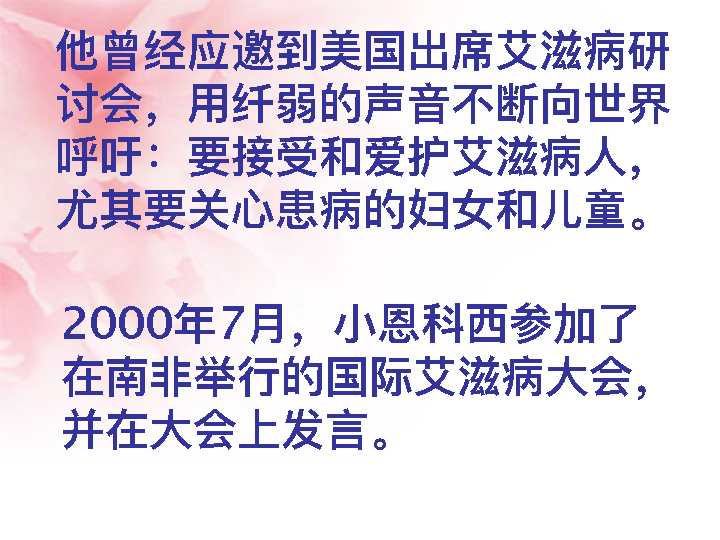 他曾经应邀到美国出席艾滋病研
讨会，用纤弱的声音不断向世界
呼吁：要接受和爱护艾滋病人，
尤其要关心患病的妇女和儿童。
2000年7月，小恩科西参加了
在南非举行的国际艾滋病大会，
并在大会上发言。